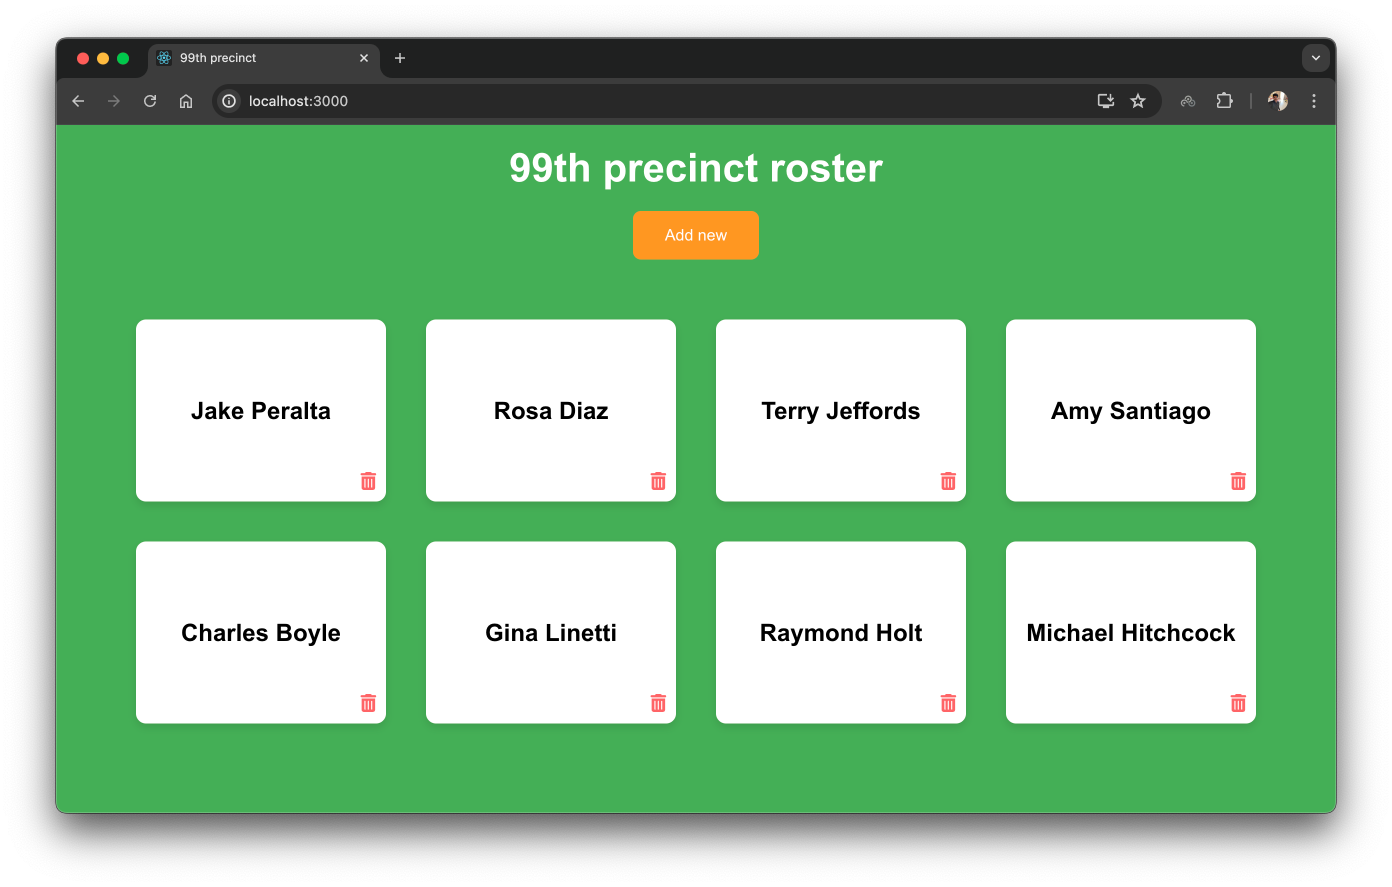 99th precinct
localhost:3000
99th precinct roster
Add new
Jake Peralta
Rosa Diaz
Terry Jeffords
Amy Santiago
Charles Boyle
Gina Linetti
Raymond Holt
Michael Hitchcock